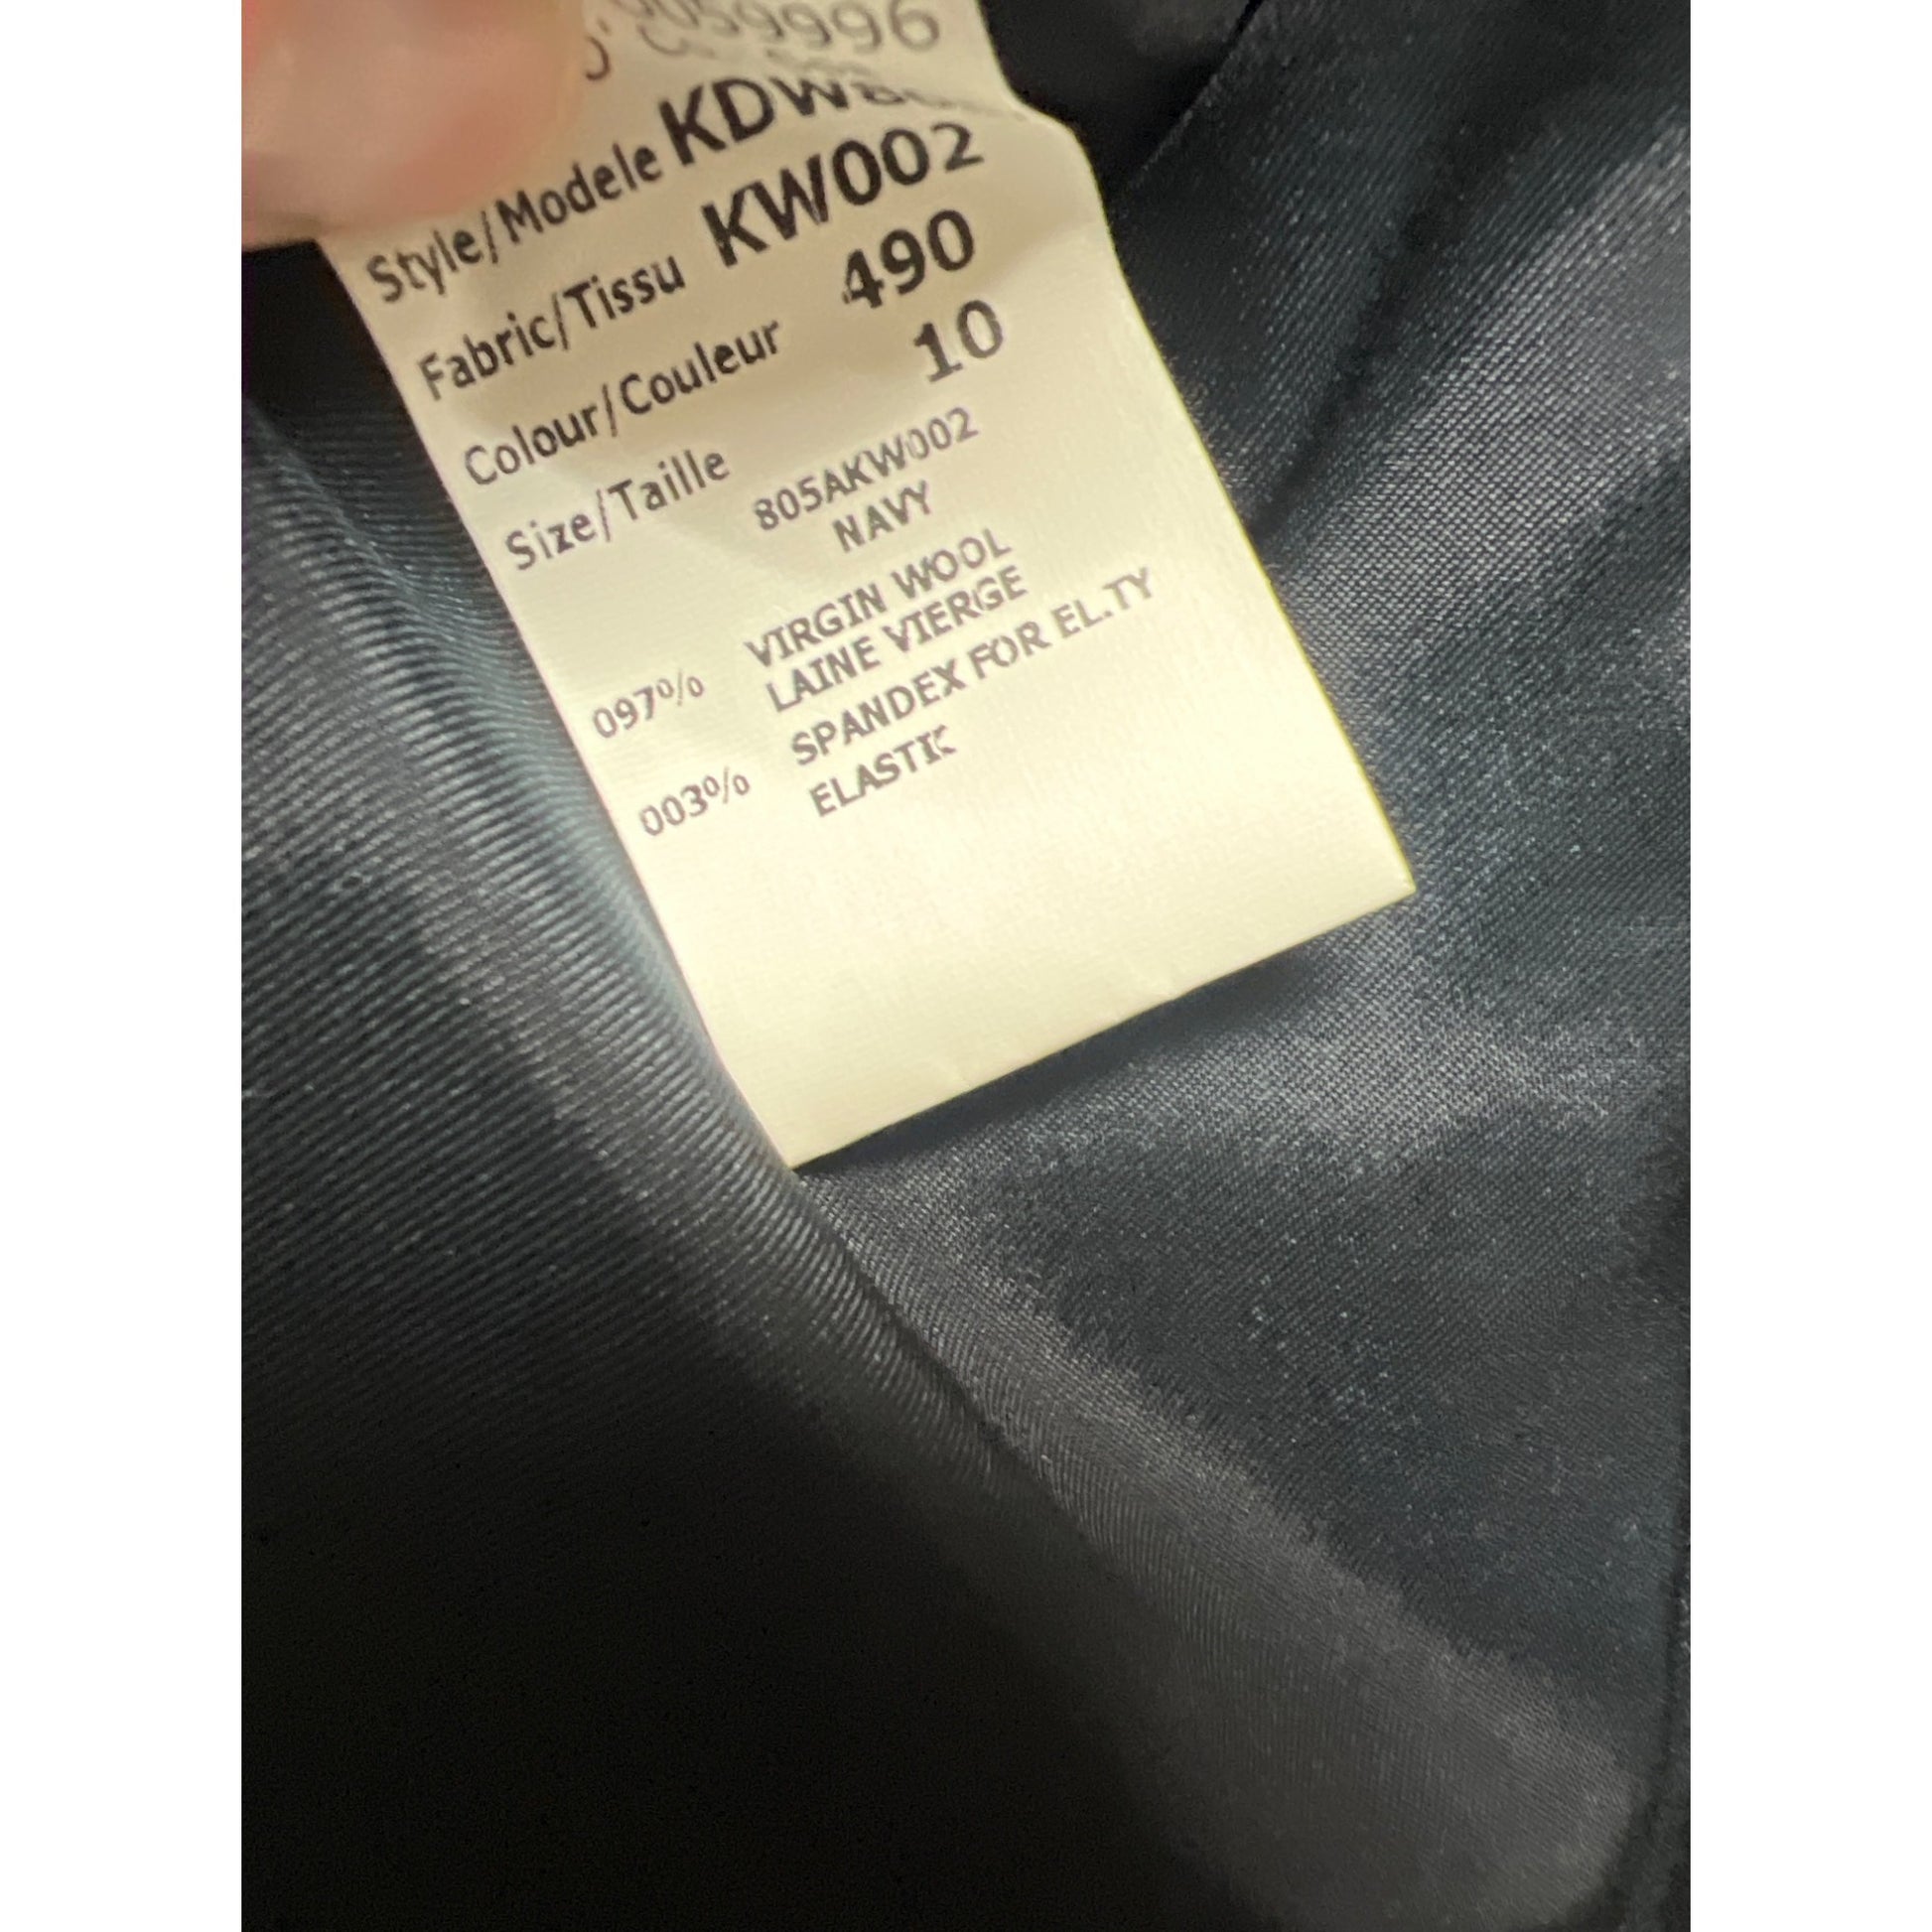 Style/Modele
Fabric/Tissu KW002
Colour/Couleur 490
Size/Taille 10
805AKW002
NAVY
097% VIRGIN WOOL
LAINE VIERGE
003% SPANDEX FOR EL.TY
ELASTIC